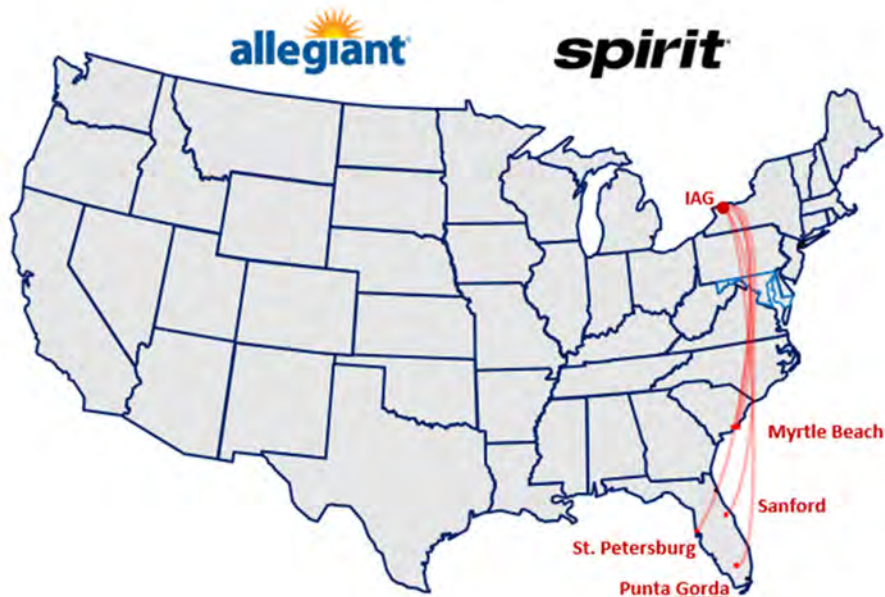 allegiant
spirit
IAG
Myrtle Beach
Sanford
St. Petersburg
Punta Gorda